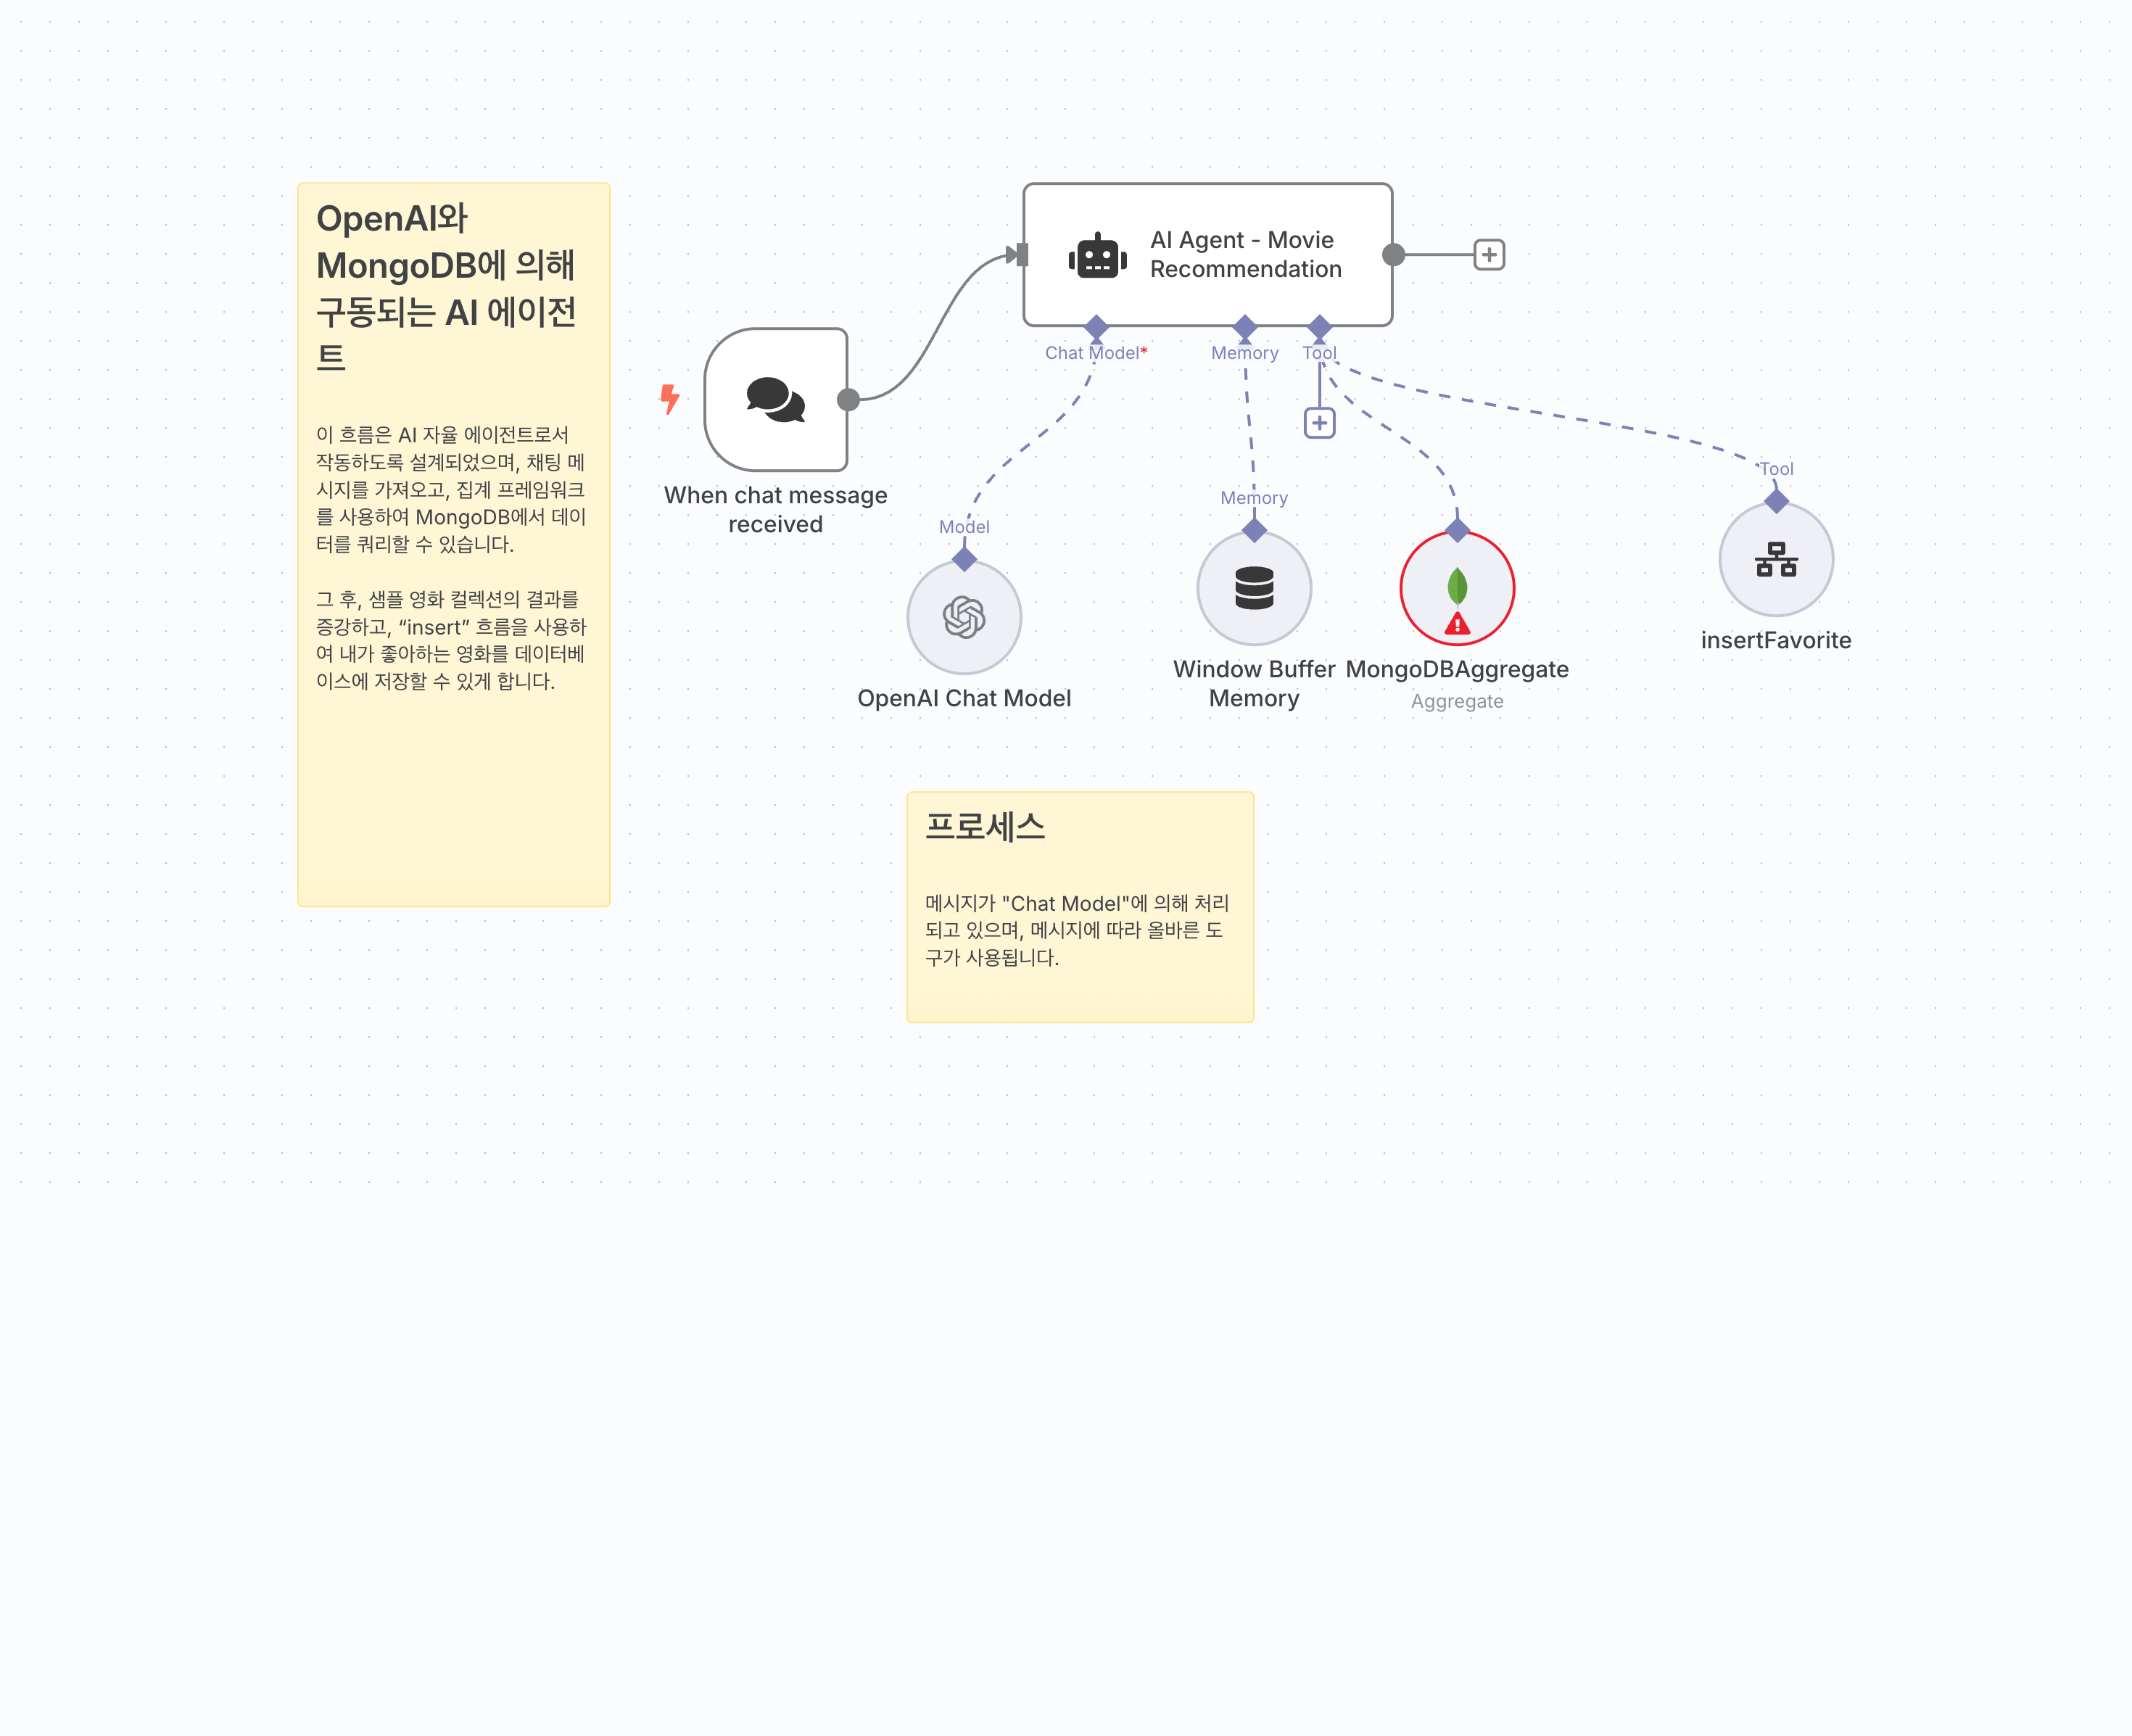 OpenAI와
MongoDB에 의해
구동되는 AI 에이전
트
이 흐름은 AI 자율 에이전트로서
작동하도록 설계되었으며, 채팅 메
시지를 가져오고, 집계 프레임워크
를 사용하여 MongoDB에서 데이
터를 쿼리할 수 있습니다.
그 후, 샘플 영화 컬렉션의 결과를
증강하고, “insert” 흐름을 사용하
여 내가 좋아하는 영화를 데이터베
이스에 저장할 수 있게 합니다.
When chat message
received
AI Agent - Movie
Recommendation
Chat Model*
Memory
Tool
Model
OpenAI Chat Model
Memory
Window Buffer
Memory
MongoDBAggregate
Aggregate
Tool
insertFavorite
프로세스
메시지가 "Chat Model"에 의해 처리
되고 있으며, 메시지에 따라 올바른 도
구가 사용됩니다.